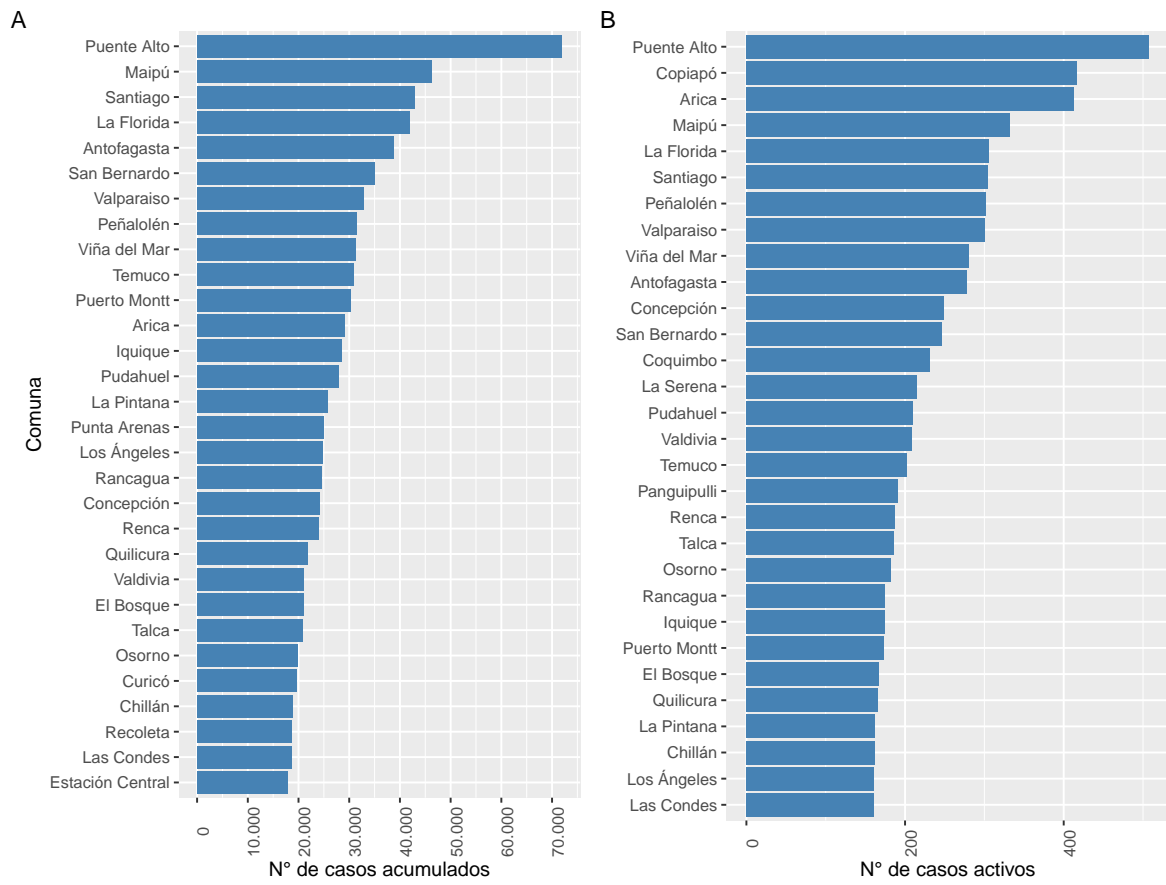 A
Puente Alto
Maipú
Santiago
La Florida
Antofagasta
San Bernardo
Valparaiso
Peñalolén
Viña del Mar
Temuco
Puerto Montt
Arica
Iquique
Pudahuel
La Pintana
Punta Arenas
Los Ángeles
Rancagua
Concepción
Renca
Quilicura
Valdivia
El Bosque
Talca
Osorno
Curicó
Chillán
Recoleta
Las Condes
Estación Central
Comuna
0
10.000
20.000
30.000
40.000
50.000
60.000
70.000
N° de casos acumulados
B
Puente Alto
Copiapó
Arica
Maipú
La Florida
Santiago
Peñalolén
Valparaiso
Viña del Mar
Antofagasta
Concepción
San Bernardo
Coquimbo
La Serena
Pudahuel
Valdivia
Temuco
Panguipulli
Renca
Talca
Osorno
Rancagua
Iquique
Puerto Montt
El Bosque
Quilicura
La Pintana
Chillán
Los Ángeles
Las Condes
0
200
400
N° de casos activos